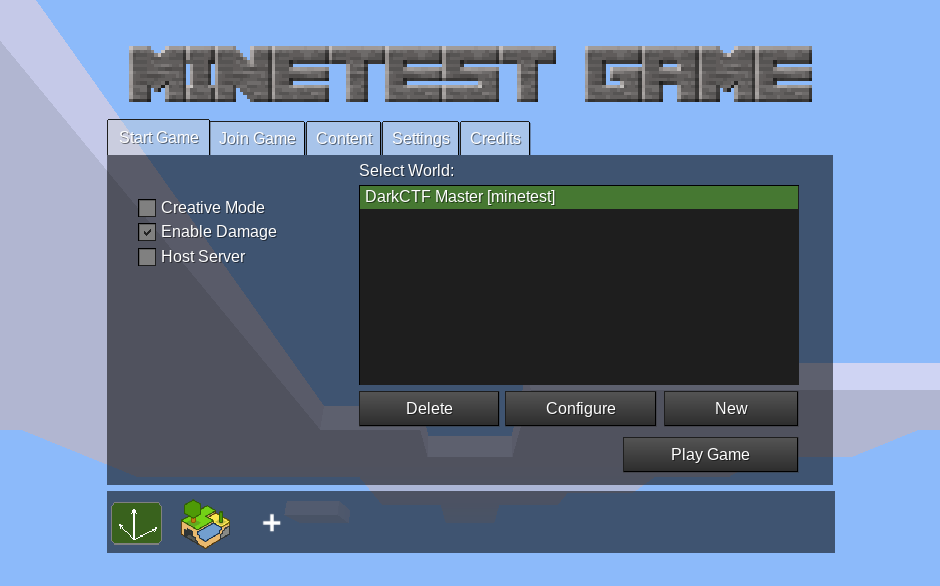 MINETEST GAME
Start Game Join Game Content Settings Credits
Select World:
DarkCTF Master [minetest]
Creative Mode
Enable Damage
Host Server
Delete Configure New
Play Game